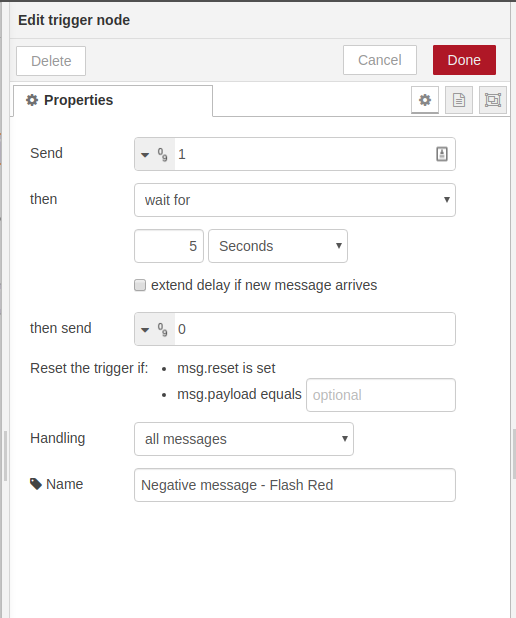 Edit trigger node
Delete Cancel Done
Properties
Send 1
then wait for
5 Seconds
extend delay if new message arrives
then send 0
Reset the trigger if: • msg.reset is set
• msg.payload equals optional
Handling all messages
Name Negative message - Flash Red